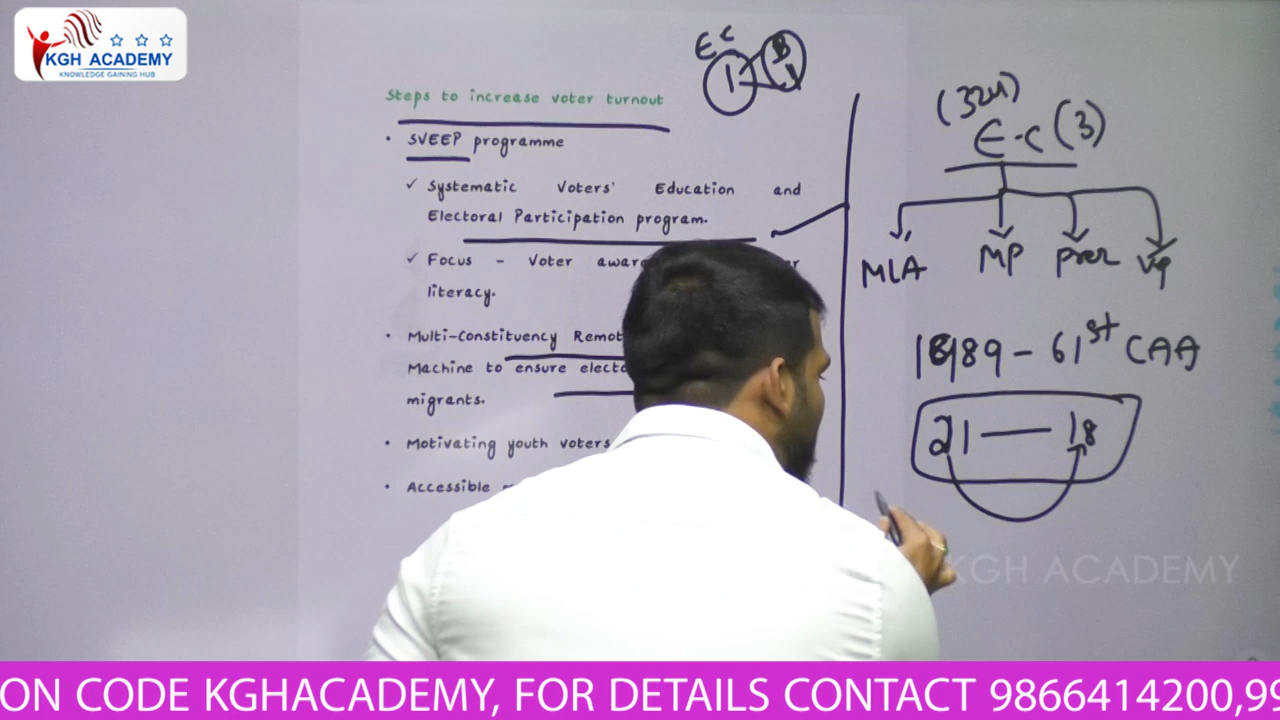 KGH ACADEMY
KNOWLEDGE GAINING HUB
Steps to increase voter turnout
• SVEEP programme
✓ Systematic Voters' Education and
Electoral Participation program.
✓ Focus - Voter
literacy.
• Multi-Constituency
Machine to ensure
migrants.
• Motivating youth voters
• Accessible
EC
1
(324)
E-C (3)
MLA MP
1989 - 61st CAA
21 — 18
KGH ACADEMY
ON CODE KGHACADEMY, FOR DETAILS CONTACT 9866414200,99